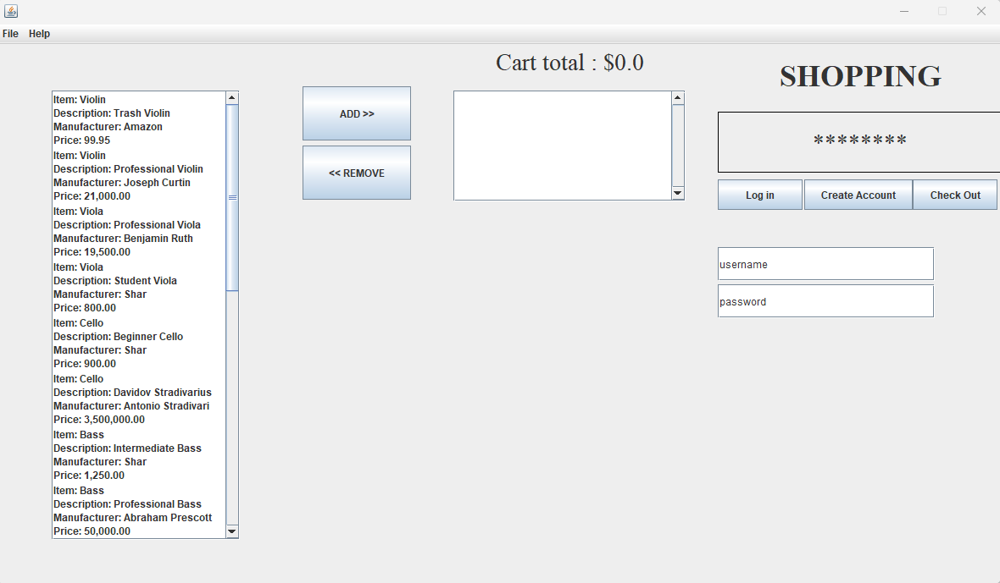 File Help
Cart total : $0.0
SHOPPING
Item: Violin
Description: Trash Violin
Manufacturer: Amazon
Price: 99.95
Item: Violin
Description: Professional Violin
Manufacturer: Joseph Curtin
Price: 21,000.00
Item: Viola
Description: Professional Viola
Manufacturer: Benjamin Ruth
Price: 19,500.00
Item: Viola
Description: Student Viola
Manufacturer: Shar
Price: 800.00
Item: Cello
Description: Beginner Cello
Manufacturer: Shar
Price: 900.00
Item: Cello
Description: Davidov Stradivarius
Manufacturer: Antonio Stradivari
Price: 3,500,000.00
Item: Bass
Description: Intermediate Bass
Manufacturer: Shar
Price: 1,250.00
Item: Bass
Description: Professional Bass
Manufacturer: Abraham Prescott
Price: 50,000.00
ADD >>
<< REMOVE
********
Log in Create Account Check Out
username
password